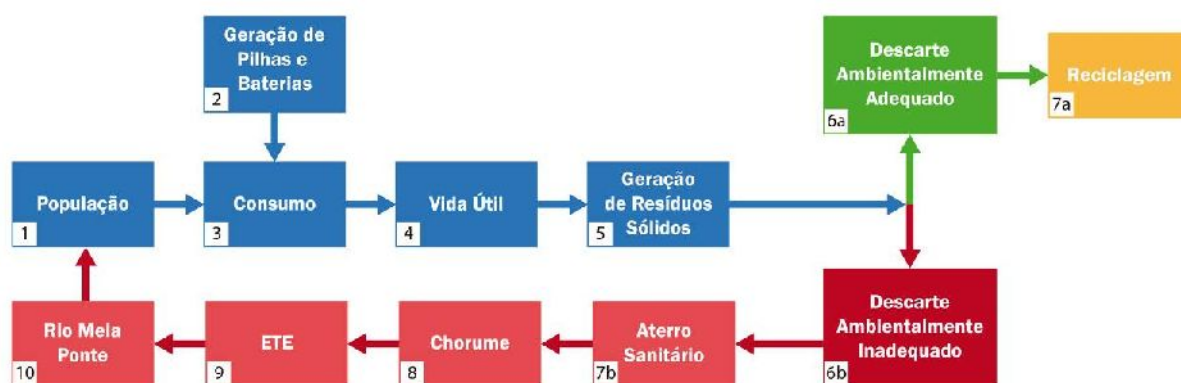 Geração de
Pilhas e
Baterias
2
Descarte
Ambientalmente
Adequado
6a
Reciclagem
7a
População
1
Consumo
3
Vida Útil
4
Geração
de Resíduos
Sólidos
5
Rio Meia
Ponte
10
ETE
9
Chorume
8
Aterro
Sanitário
7b
Descarte
Ambientalmente
Inadequado
6b